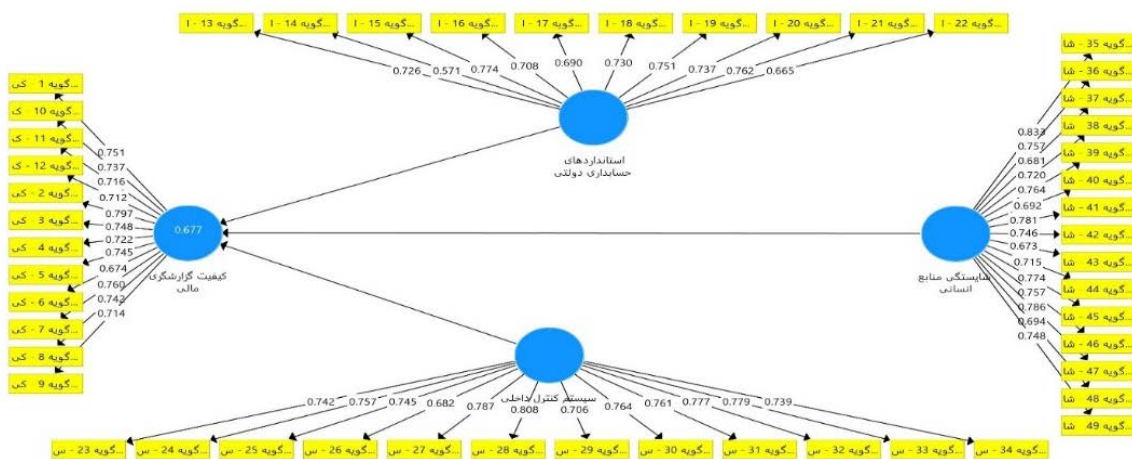 گویه 13 - ا...
گویه 14 - ا...
گویه 15 - ا...
گویه 16 - ا...
گویه 17 - ا...
گویه 18 - ا...
گویه 19 - ا...
گویه 20 - ا...
گویه 21 - ا...
گویه 22 - ا...
0.726
0.571
0.774
0.708
0.690
0.730
0.751
0.737
0.762
0.665
استانداردهای
حسابداری دولتی
گویه 1 - کی...
گویه 10 - ک...
گویه 11 - ک...
گویه 12 - ک...
گویه 2 - کی...
گویه 3 - کی...
گویه 4 - کی...
گویه 5 - کی...
گویه 6 - کی...
گویه 7 - کی...
گویه 8 - کی...
گویه 9 - کی...
0.751
0.737
0.716
0.712
0.797
0.748
0.722
0.745
0.674
0.760
0.742
0.714
0.677
کیفیت گزارشگری
مالی
گویه 35 - شا...
گویه 36 - شا...
گویه 37 - شا...
گویه 38 - شا...
گویه 39 - شا...
گویه 40 - شا...
گویه 41 - شا...
گویه 42 - شا...
گویه 43 - شا...
گویه 44 - شا...
گویه 45 - شا...
گویه 46 - شا...
گویه 47 - شا...
گویه 48 - شا...
گویه 49 - شا...
0.833
0.757
0.681
0.720
0.764
0.692
0.781
0.746
0.673
0.715
0.774
0.757
0.786
0.694
0.748
شایستگی منابع
انسانی
سیستم کنترل داخلی
0.742
0.757
0.745
0.682
0.787
0.808
0.706
0.764
0.761
0.777
0.779
0.739
گویه 23 - س...
گویه 24 - س...
گویه 25 - س...
گویه 26 - س...
گویه 27 - س...
گویه 28 - س...
گویه 29 - س...
گویه 30 - س...
گویه 31 - س...
گویه 32 - س...
گویه 33 - س...
گویه 34 - س...